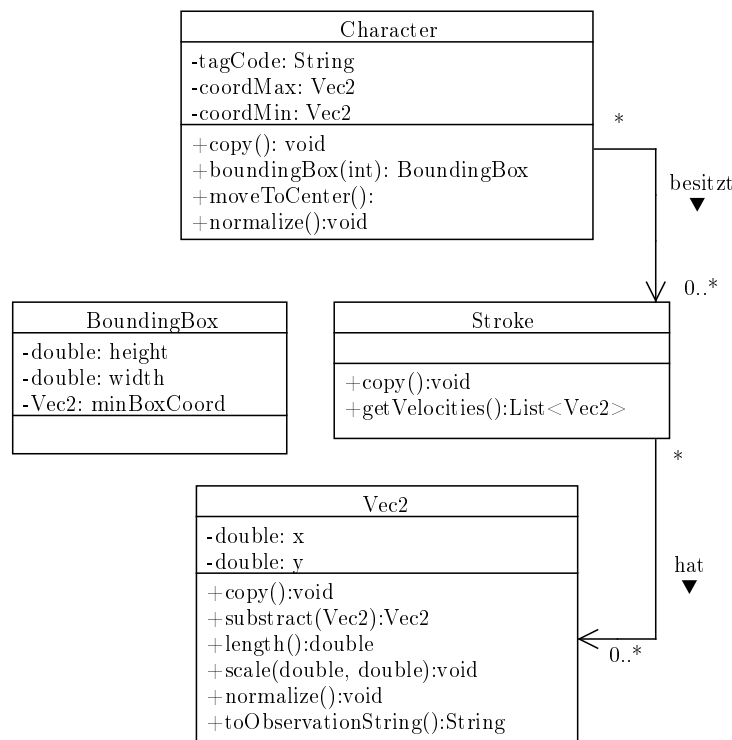 Character
-tagCode: String
-coordMax: Vec2
-coordMin: Vec2
+copy(): void
+boundingBox(int): BoundingBox
+moveToCenter():
+normalize():void
*
besitzt
▼
0..*
BoundingBox
-double: height
-double: width
-Vec2: minBoxCoord
Stroke
+copy():void
+getVelocities():List<Vec2>
*
hat
▼
0..*
Vec2
-double: x
-double: y
+copy():void
+substract(Vec2):Vec2
+length():double
+scale(double, double):void
+normalize():void
+toObservationString():String